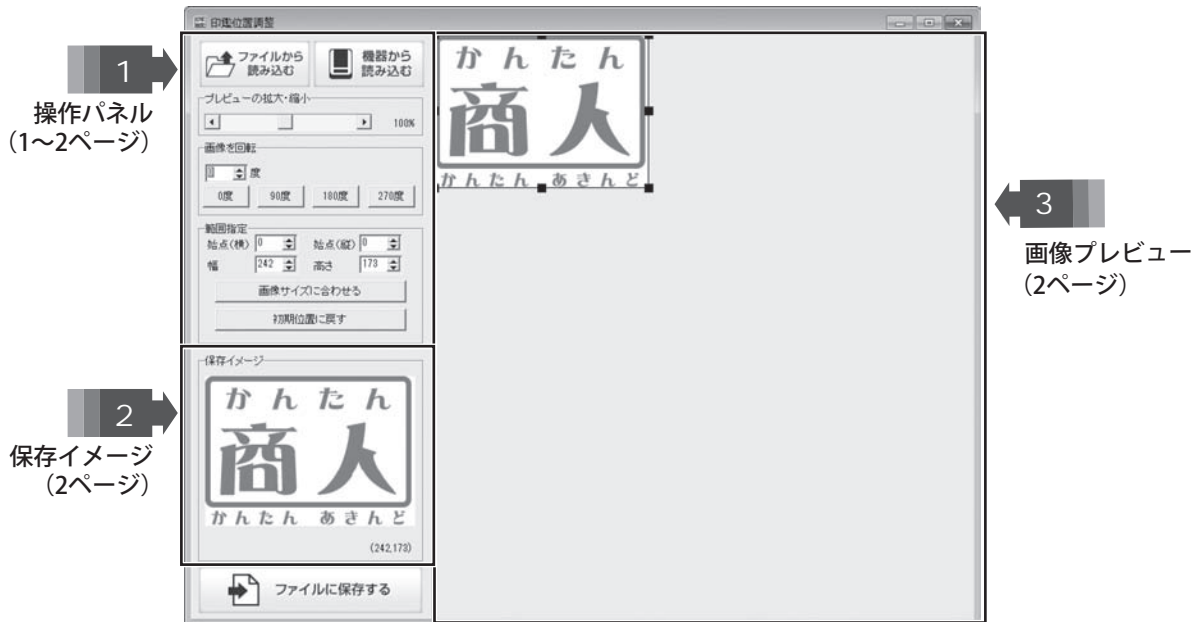 印鑑位置調整
1
操作パネル
(1～2ページ)
ファイルから
読み込む
機器から
読み込む
プレビューの拡大・縮小
100%
画像を回転
0 度
0度 90度 180度 270度
範囲指定
始点(横) 0 始点(縦) 0
幅 242 高さ 173
画像サイズに合わせる
初期位置に戻す
2
保存イメージ
(2ページ)
保存イメージ
かんたん
商人
かんたん あきんど
(242,173)
ファイルに保存する
かんたん
商人
かんたん あきんど
3
画像プレビュー
(2ページ)